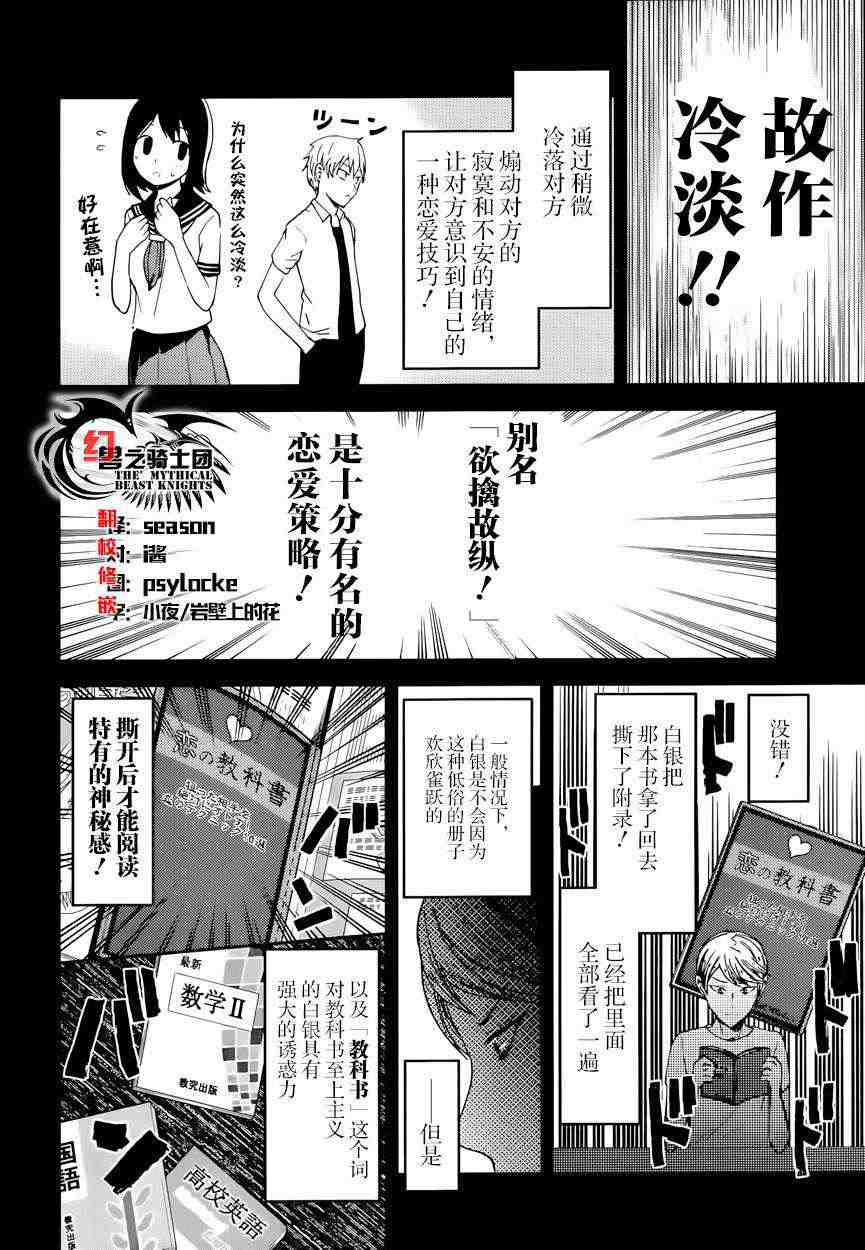 故作
冷淡!!
通过稍微
冷落对方
煽动对方的
寂寞和不安的情绪,
让对方意识到自己的
一种恋爱技巧!
ツーン
为什么突然这么冷淡?
好在意啊…
别名
「欲擒故纵!」
是十分有名的
恋爱策略!
幻兽之骑士团
THE MYTHICAL
BEAST KNIGHTS
翻译: season
校对: i酱
修图: psylocke
嵌字: 小夜/岩壁上的花
没错!
白银把
那本书拿了回去
撕下了附录!
恋の教科書
已经把里面
全部看了一遍
一般情况下,
白银是不会因为
这种低俗的册子
欢欣雀跃的
——但是
恋の教科書
撕开后才能阅读
特有的神秘感!
以及「教科书」这个词
对教科书至上主义
的白银具有
强大的诱惑力
最新
数学II
教究出版
国語
教究出版
高校英語